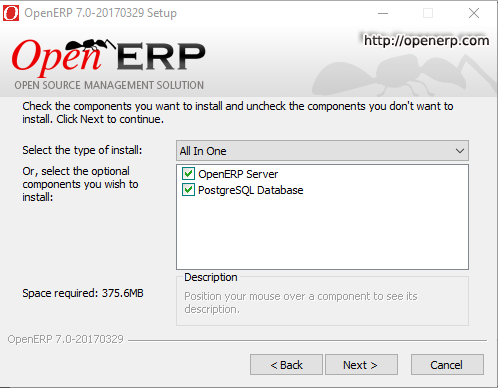 OpenERP 7.0-20170329 Setup
http://openerp.com
Open ERP
OPEN SOURCE MANAGEMENT SOLUTION
Check the components you want to install and uncheck the components you don't want to
install. Click Next to continue.
Select the type of install:
All In One
Or, select the optional
components you wish to
install:
OpenERP Server
PostgreSQL Database
Space required: 375.6MB
Description
Position your mouse over a component to see its
description.
OpenERP 7.0-20170329
< Back
Next >
Cancel